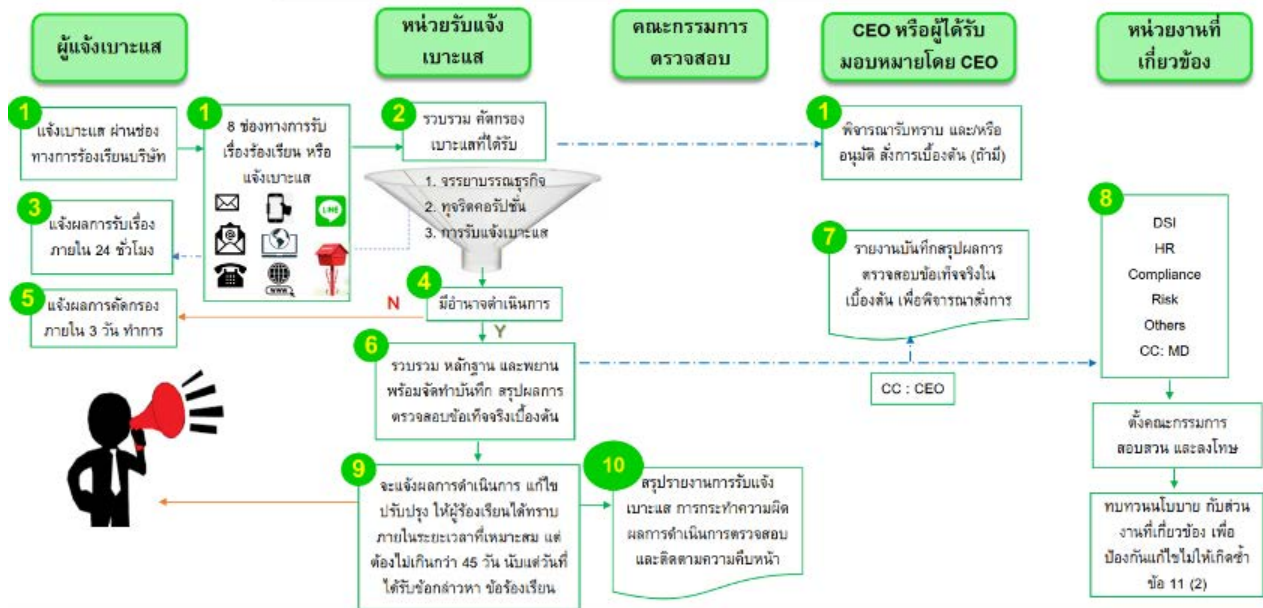 ผู้แจ้งเบาะแส
หน่วยรับแจ้ง
เบาะแส
คณะกรรมการ
ตรวจสอบ
CEO หรือผู้ได้รับ
มอบหมายโดย CEO
หน่วยงานที่
เกี่ยวข้อง
1
แจ้งเบาะแส ผ่านช่อง
ทางการร้องเรียนบริษัท
1
8 ช่องทางการรับ
เรื่องร้องเรียน หรือ
แจ้งเบาะแส
LINE
WWW
2
รวบรวม คัดกรอง
เบาะแสที่ได้รับ
1. จรรยาบรรณธุรกิจ
2. ทุจริตคอรัปชั่น
3. การรับแจ้งเบาะแส
1
พิจารณารับทราบ และ/หรือ
อนุมัติ สั่งการเบื้องต้น (ถ้ามี)
3
แจ้งผลการรับเรื่อง
ภายใน 24 ชั่วโมง
4
มีอำนาจดำเนินการ
N
Y
5
แจ้งผลการคัดกรอง
ภายใน 3 วัน ทำการ
6
รวบรวม หลักฐาน และพยาน
พร้อมจัดทำบันทึก สรุปผลการ
ตรวจสอบข้อเท็จจริงเบื้องต้น
7
รายงานบันทึกสรุปผลการ
ตรวจสอบข้อเท็จจริงใน
เบื้องต้น เพื่อพิจารณาสั่งการ
CC : CEO
8
DSI
HR
Compliance
Risk
Others
CC: MD
ตั้งคณะกรรมการ
สอบสวน และลงโทษ
ทบทวนนโยบาย กับส่วน
งานที่เกี่ยวข้อง เพื่อ
ป้องกันแก้ไขไม่ให้เกิดซ้ำ
ข้อ 11 (2)
9
จะแจ้งผลการดำเนินการ แก้ไข
ปรับปรุง ให้ผู้ร้องเรียนได้ทราบ
ภายในระยะเวลาที่เหมาะสม แต่
ต้องไม่เกินกว่า 45 วัน นับแต่วันที่
ได้รับข้อกล่าวหา ข้อร้องเรียน
10
สรุปรายงานการรับแจ้ง
เบาะแส การกระทำความผิด
ผลการดำเนินการตรวจสอบ
และติดตามความคืบหน้า